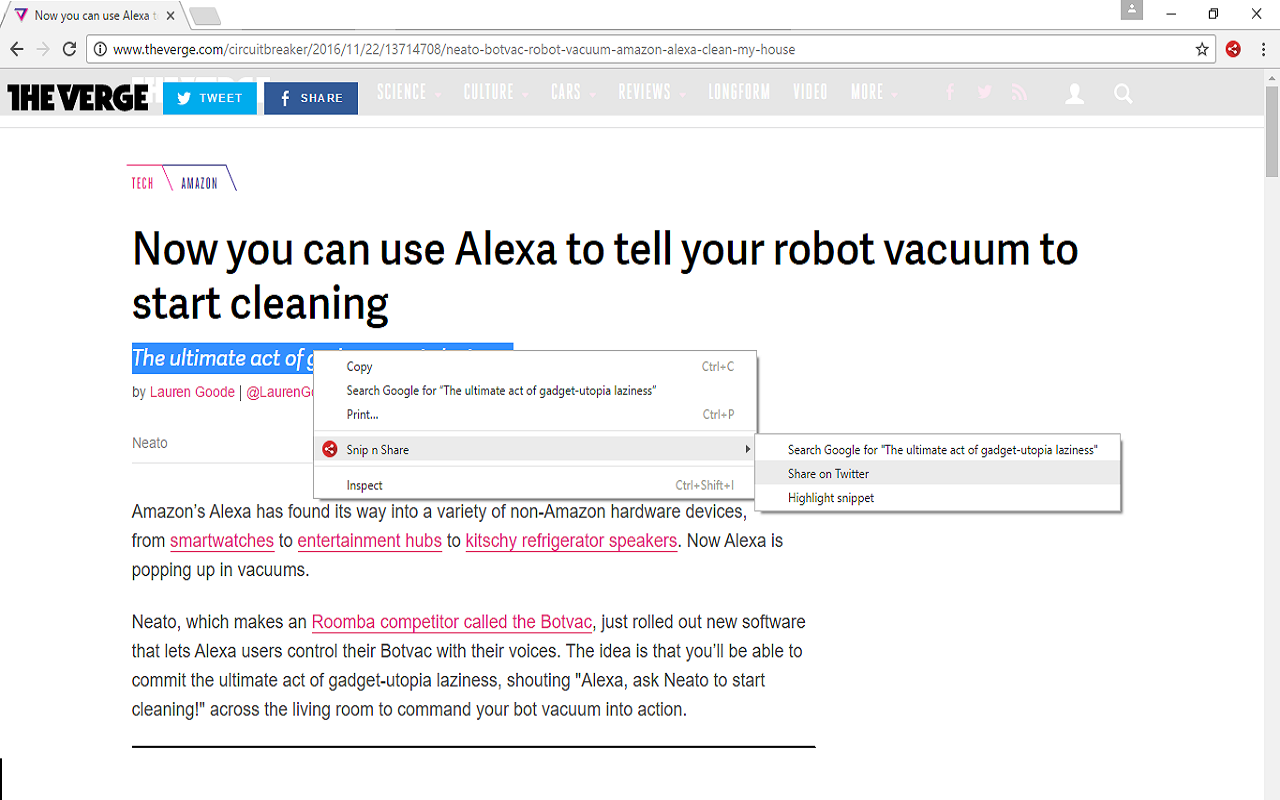 Now you can use Alexa t
www.theverge.com/circuitbreaker/2016/11/22/13714708/neato-botvac-robot-vacuum-amazon-alexa-clean-my-house
THE VERGE TWEET SHARE SCIENCE CULTURE CARS REVIEWS LONGFORM VIDEO MORE
TECH AMAZON
Now you can use Alexa to tell your robot vacuum to
start cleaning
The ultimate act of
by Lauren Goode | @LaurenGo
Neato
Copy Ctrl+C
Search Google for “The ultimate act of gadget-utopia laziness”
Print... Ctrl+P
Snip n Share
Inspect Ctrl+Shift+I
Search Google for "The ultimate act of gadget-utopia laziness"
Share on Twitter
Highlight snippet
Amazon’s Alexa has found its way into a variety of non-Amazon hardware devices,
from smartwatches to entertainment hubs to kitschy refrigerator speakers. Now Alexa is
popping up in vacuums.
Neato, which makes an Roomba competitor called the Botvac, just rolled out new software
that lets Alexa users control their Botvac with their voices. The idea is that you’ll be able to
commit the ultimate act of gadget-utopia laziness, shouting "Alexa, ask Neato to start
cleaning!" across the living room to command your bot vacuum into action.